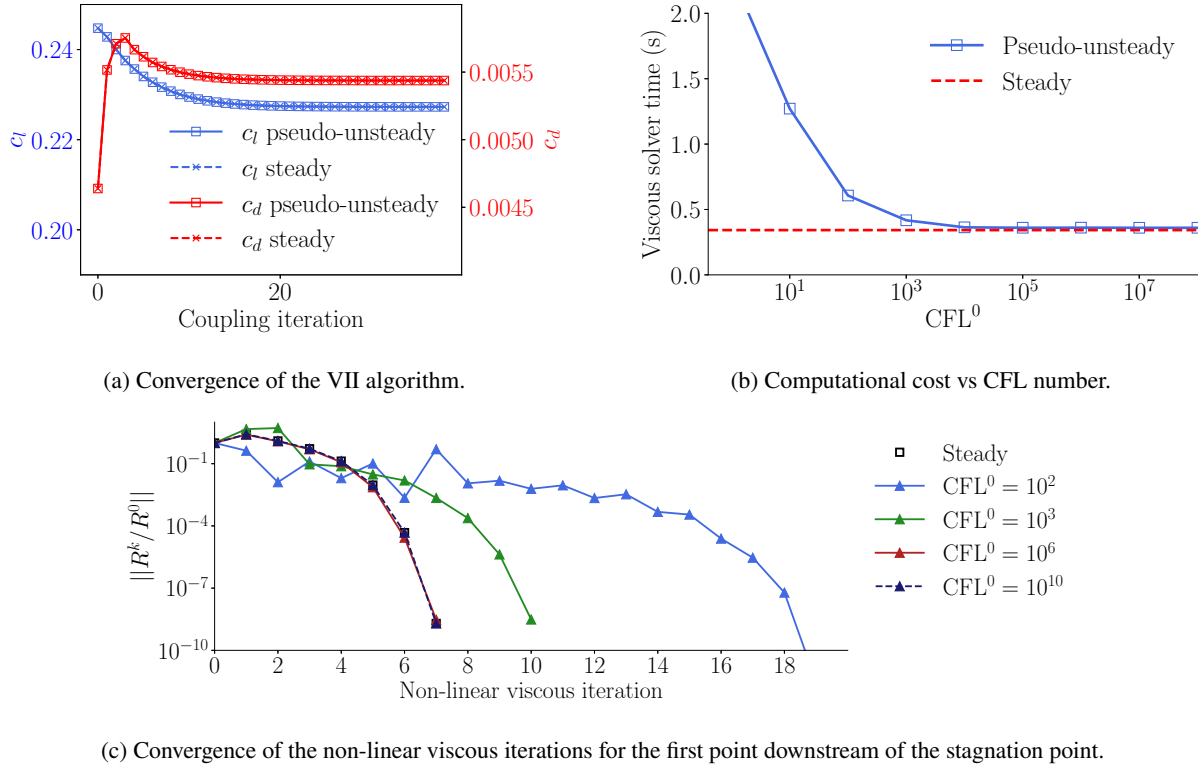 0.24
0.22
0.20
c_l
0.0055
0.0050
0.0045
c_d
c_l pseudo-unsteady
c_l steady
c_d pseudo-unsteady
c_d steady
0
20
Coupling iteration
(a) Convergence of the VII algorithm.
2.0
1.5
1.0
0.5
0.0
Viscous solver time (s)
Pseudo-unsteady
Steady
10^1
10^3
10^5
10^7
CFL^0
(b) Computational cost vs CFL number.
10^{-1}
10^{-4}
10^{-7}
10^{-10}
||R^k/R^0||
0 2 4 6 8 10 12 14 16 18
Non-linear viscous iteration
Steady
CFL^0 = 10^2
CFL^0 = 10^3
CFL^0 = 10^6
CFL^0 = 10^{10}
(c) Convergence of the non-linear viscous iterations for the first point downstream of the stagnation point.